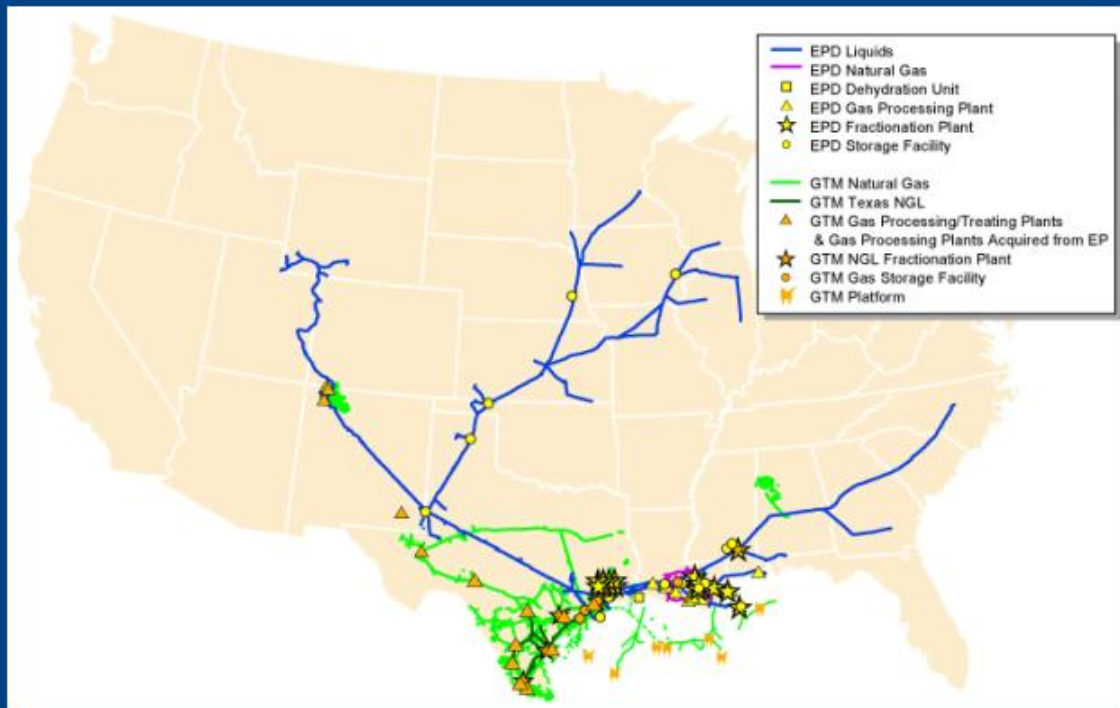 EPD Liquids
EPD Natural Gas
EPD Dehydration Unit
EPD Gas Processing Plant
EPD Fractionation Plant
EPD Storage Facility
GTM Natural Gas
GTM Texas NGL
GTM Gas Processing/Treating Plants
& Gas Processing Plants Acquired from EP
GTM NGL Fractionation Plant
GTM Gas Storage Facility
GTM Platform